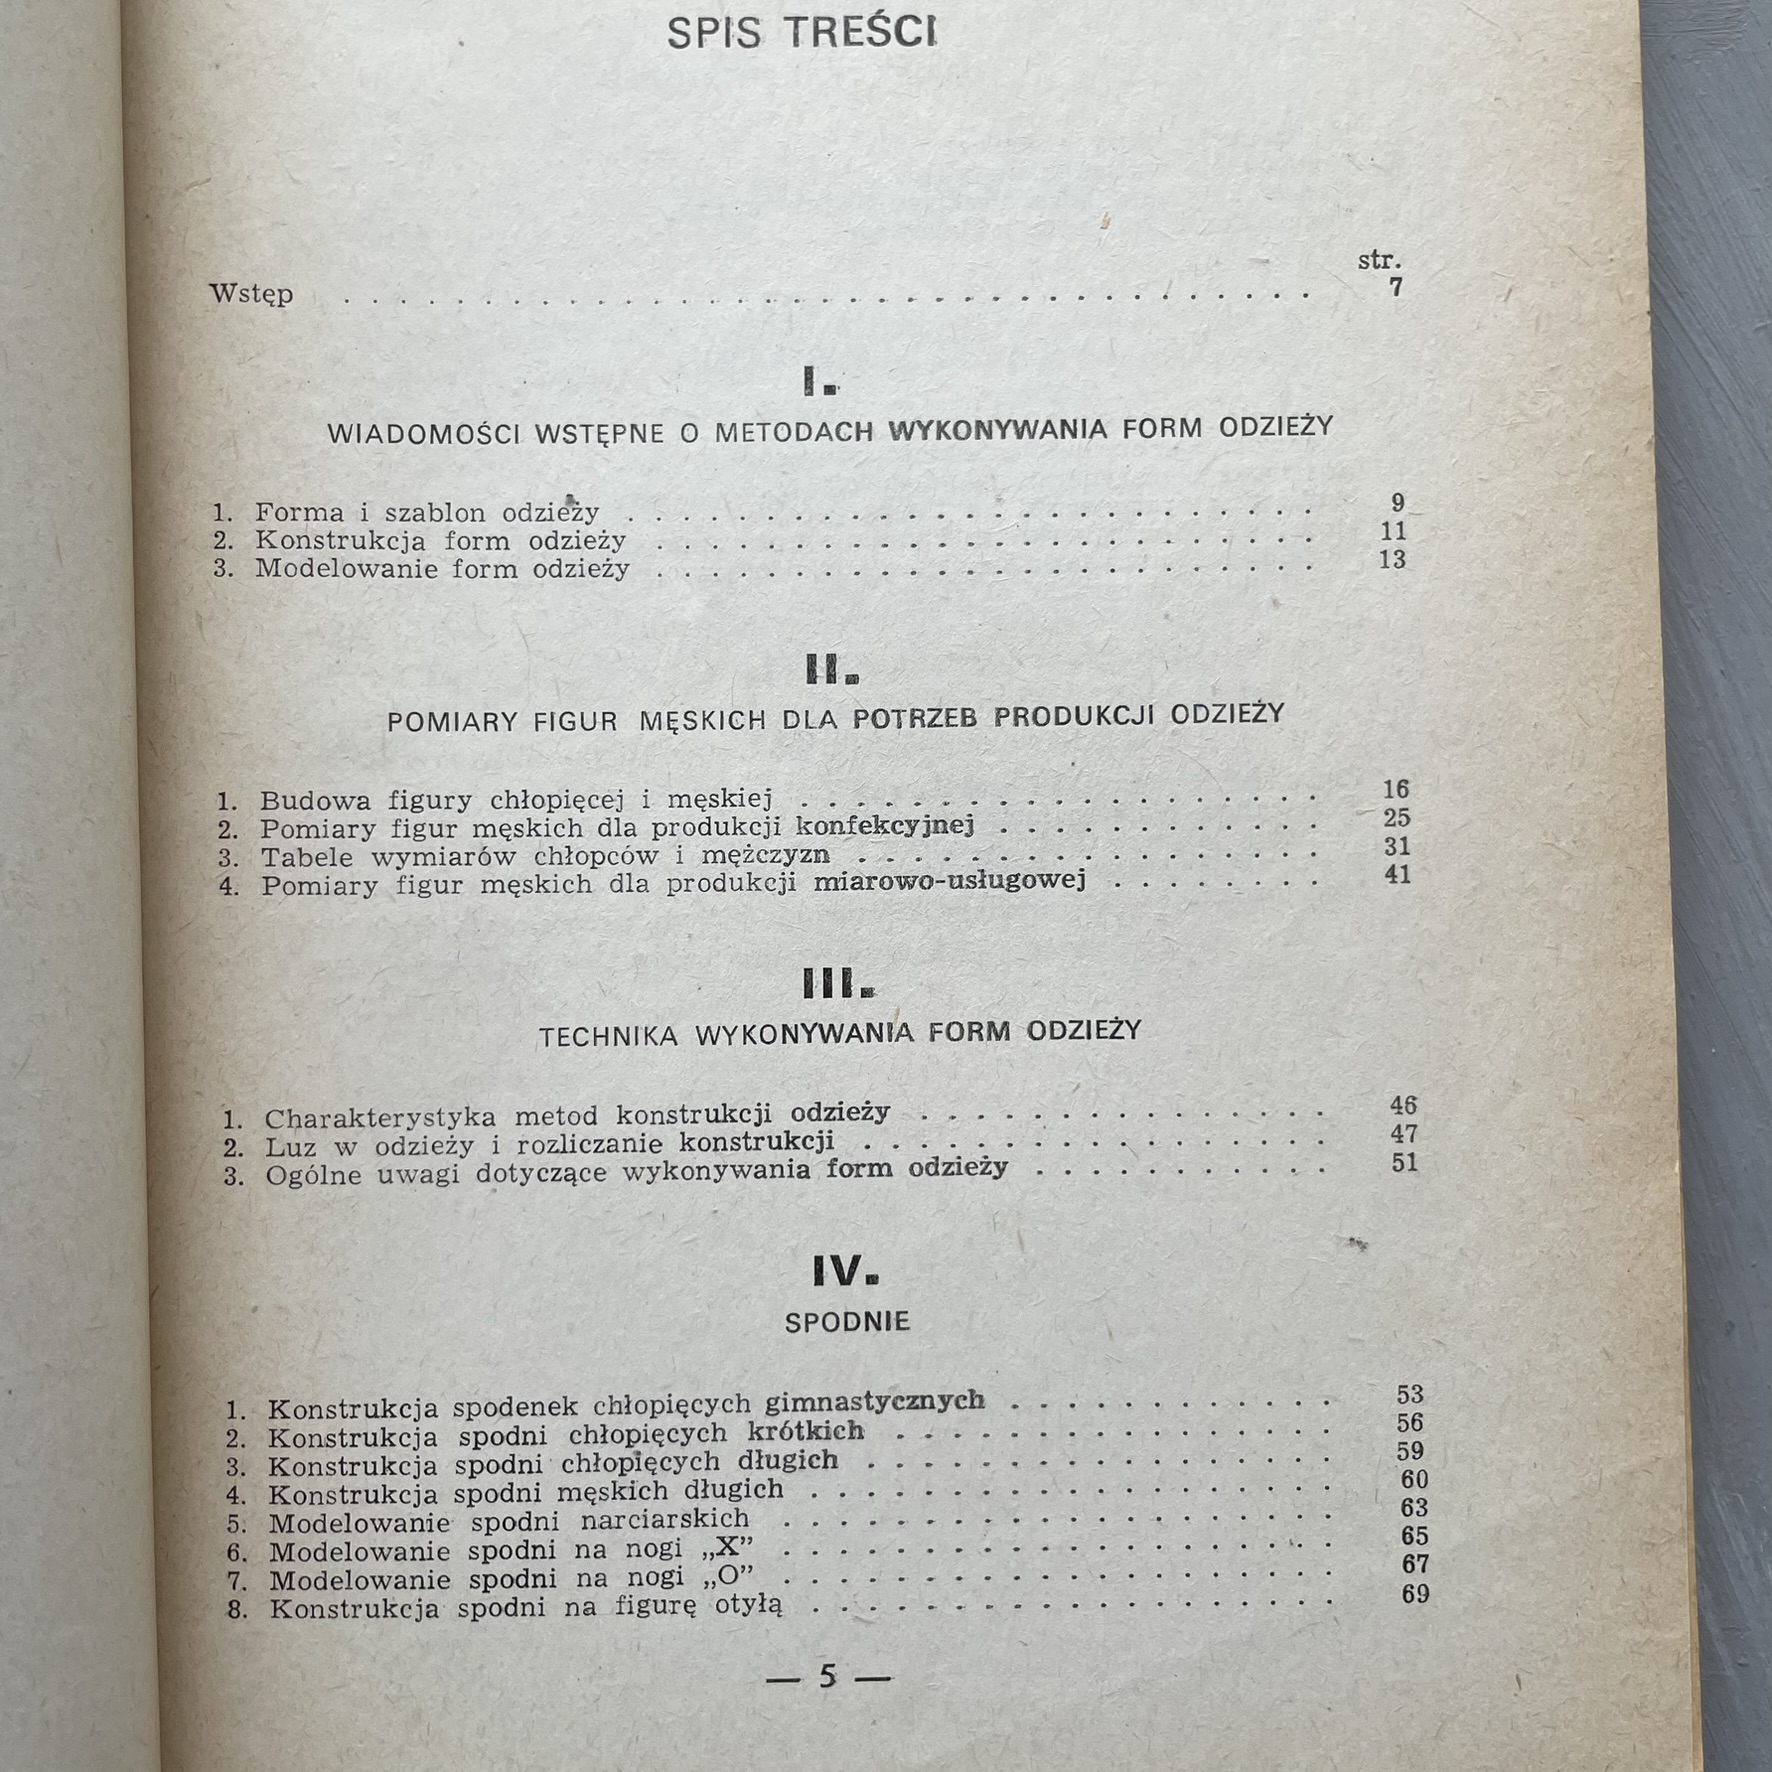 SPIS TREŚCI
str.
Wstęp . . . . . . . . . . . . . . . . . . . . . . . . . . . . . . . . . . . 7
I.
WIADOMOŚCI WSTĘPNE O METODACH WYKONYWANIA FORM ODZIEŻY
1. Forma i szablon odzieży . . . . . . . . . . . . . . . . . . . . . . . . . 9
2. Konstrukcja form odzieży . . . . . . . . . . . . . . . . . . . . . . . . 11
3. Modelowanie form odzieży . . . . . . . . . . . . . . . . . . . . . . . . 13
II.
POMIARY FIGUR MĘSKICH DLA POTRZEB PRODUKCJI ODZIEŻY
1. Budowa figury chłopięcej i męskiej . . . . . . . . . . . . . . . . . . . 16
2. Pomiary figur męskich dla produkcji konfekcyjnej . . . . . . . . . . . . 25
3. Tabele wymiarów chłopców i mężczyzn . . . . . . . . . . . . . . . . . 31
4. Pomiary figur męskich dla produkcji miarowo-usługowej . . . . . . . . 41
III.
TECHNIKA WYKONYWANIA FORM ODZIEŻY
1. Charakterystyka metod konstrukcji odzieży . . . . . . . . . . . . . . . 46
2. Luz w odzieży i rozliczanie konstrukcji . . . . . . . . . . . . . . . . . 47
3. Ogólne uwagi dotyczące wykonywania form odzieży . . . . . . . . . . . 51
IV.
SPODNIE
1. Konstrukcja spodenek chłopięcych gimnastycznych . . . . . . . . . . . . 53
2. Konstrukcja spodni chłopięcych krótkich . . . . . . . . . . . . . . . . 56
3. Konstrukcja spodni chłopięcych długich . . . . . . . . . . . . . . . . . 59
4. Konstrukcja spodni męskich długich . . . . . . . . . . . . . . . . . . . 60
5. Modelowanie spodni narciarskich . . . . . . . . . . . . . . . . . . . . 63
6. Modelowanie spodni na nogi „X” . . . . . . . . . . . . . . . . . . . . 65
7. Modelowanie spodni na nogi „O” . . . . . . . . . . . . . . . . . . . . 67
8. Konstrukcja spodni na figurę otyłą . . . . . . . . . . . . . . . . . . . 69
— 5 —